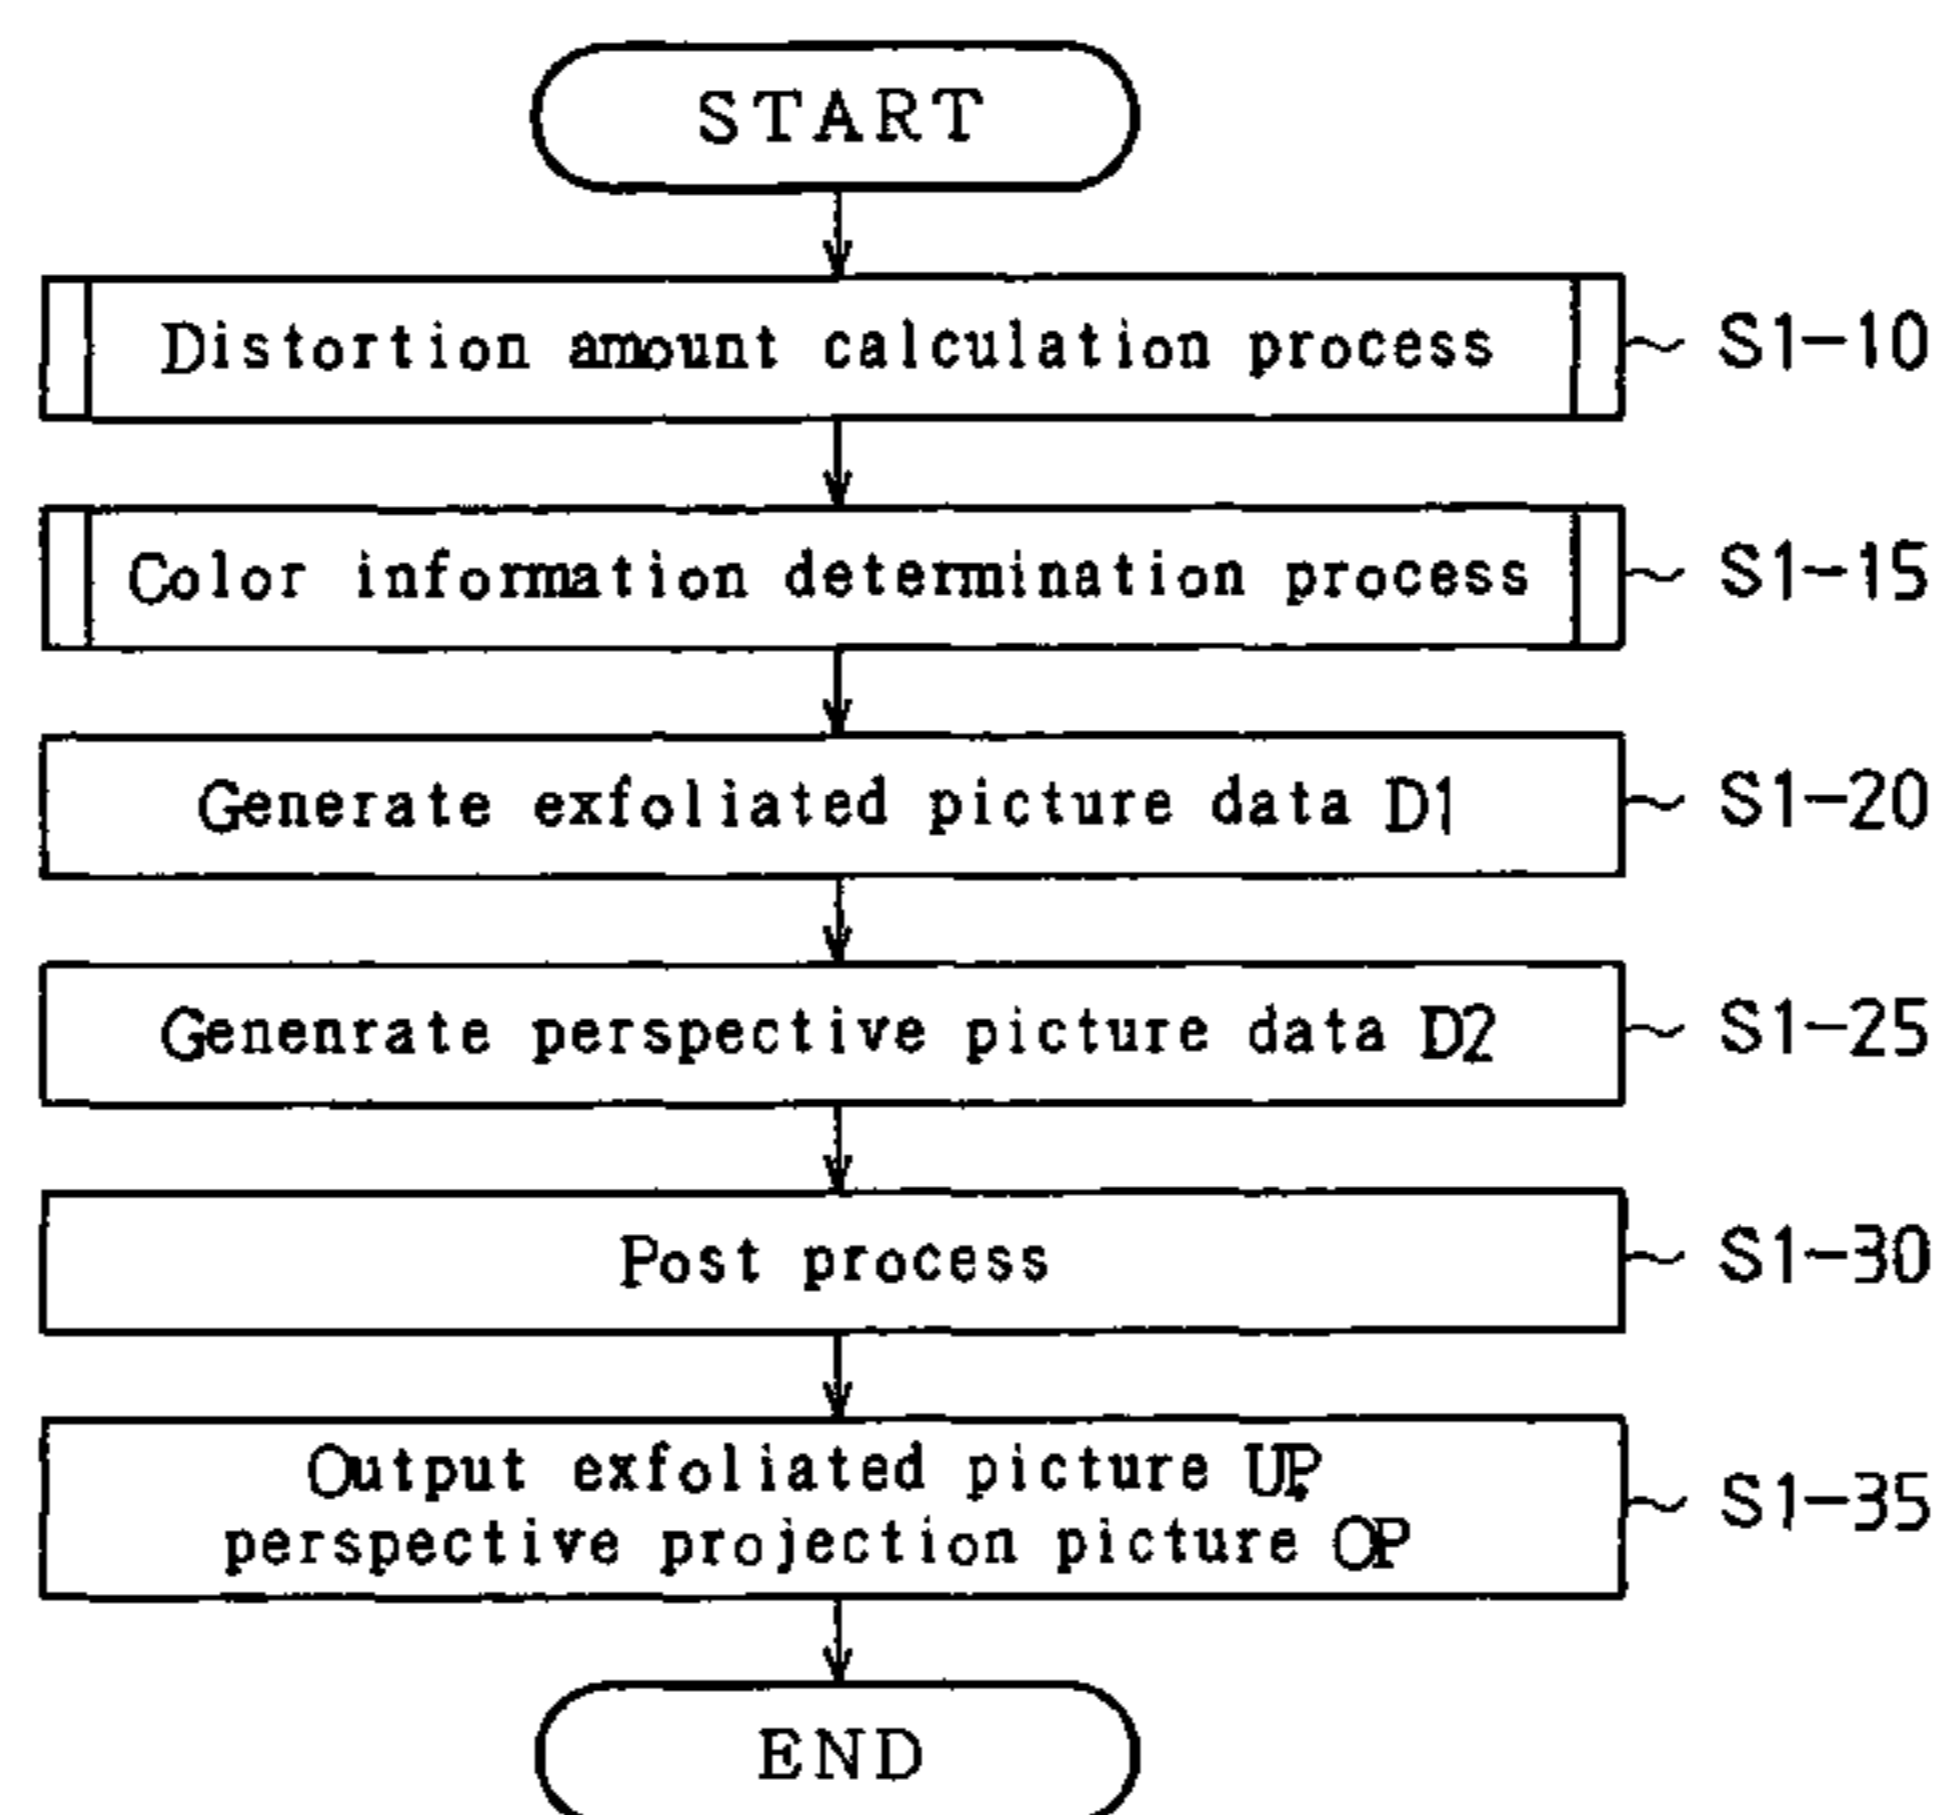 START
Distortion amount calculation process
S1-10
Color information determination process
S1-15
Generate exfoliated picture data D1
S1-20
Genenrate perspective picture data D2
S1-25
Post process
S1-30
Output exfoliated picture UP,
perspective projection picture OP
S1-35
END